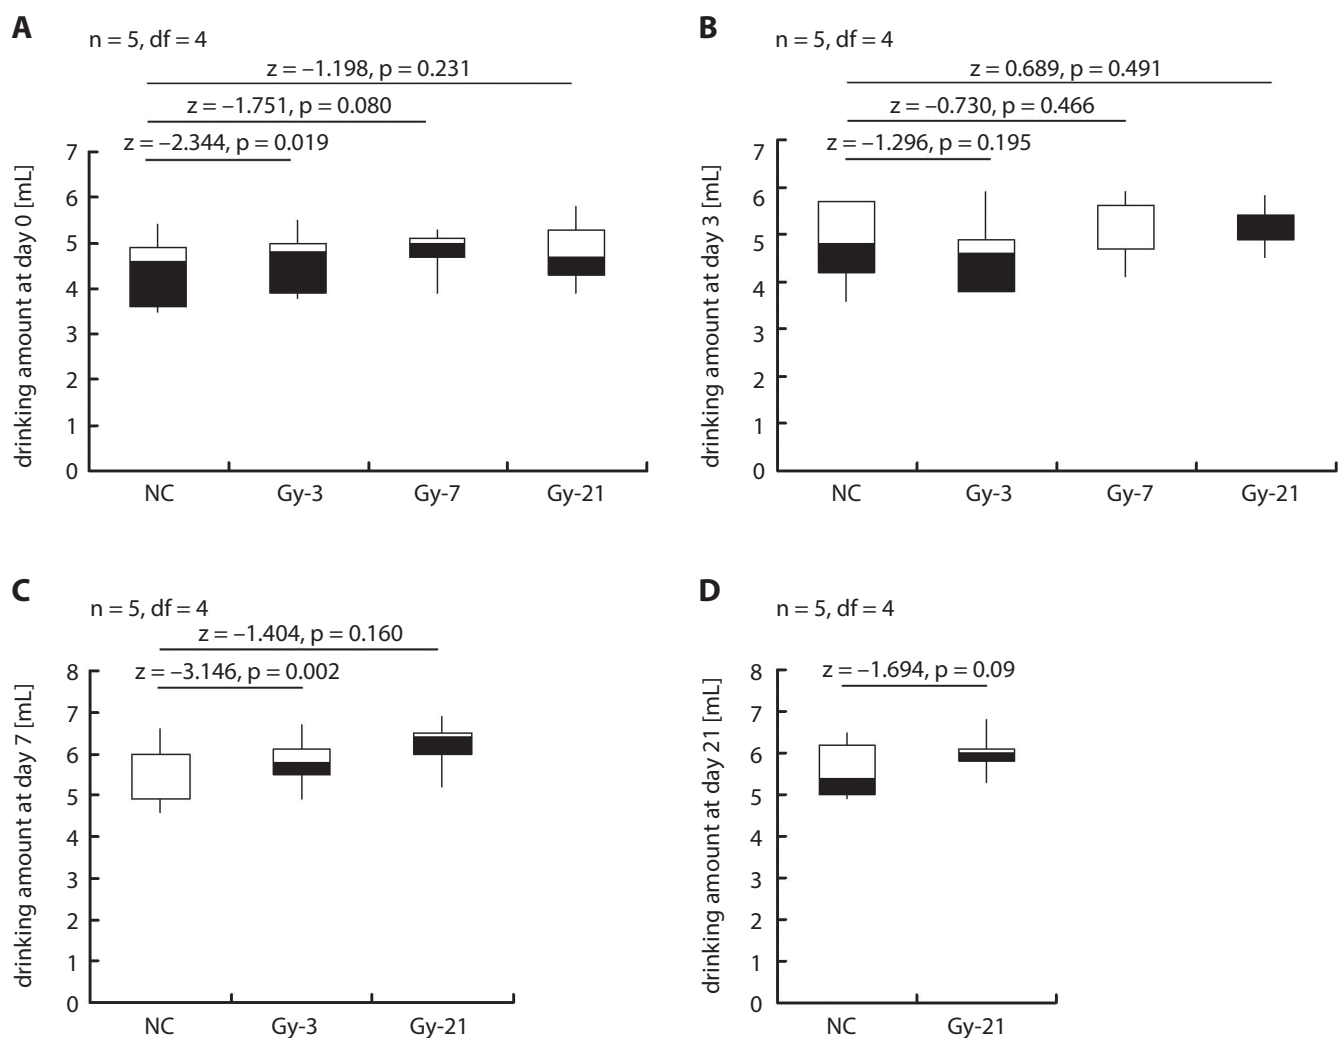 A
n = 5, df = 4
z = –1.198, p = 0.231
z = –1.751, p = 0.080
z = –2.344, p = 0.019
drinking amount at day 0 [mL]
7
6
5
4
3
2
1
0
NC Gy-3 Gy-7 Gy-21
B
n = 5, df = 4
z = 0.689, p = 0.491
z = –0.730, p = 0.466
z = –1.296, p = 0.195
drinking amount at day 3 [mL]
7
6
5
4
3
2
1
0
NC Gy-3 Gy-7 Gy-21
C
n = 5, df = 4
z = –1.404, p = 0.160
z = –3.146, p = 0.002
drinking amount at day 7 [mL]
8
7
6
5
4
3
2
1
0
NC Gy-3 Gy-21
D
n = 5, df = 4
z = –1.694, p = 0.09
drinking amount at day 21 [mL]
8
7
6
5
4
3
2
1
0
NC Gy-21